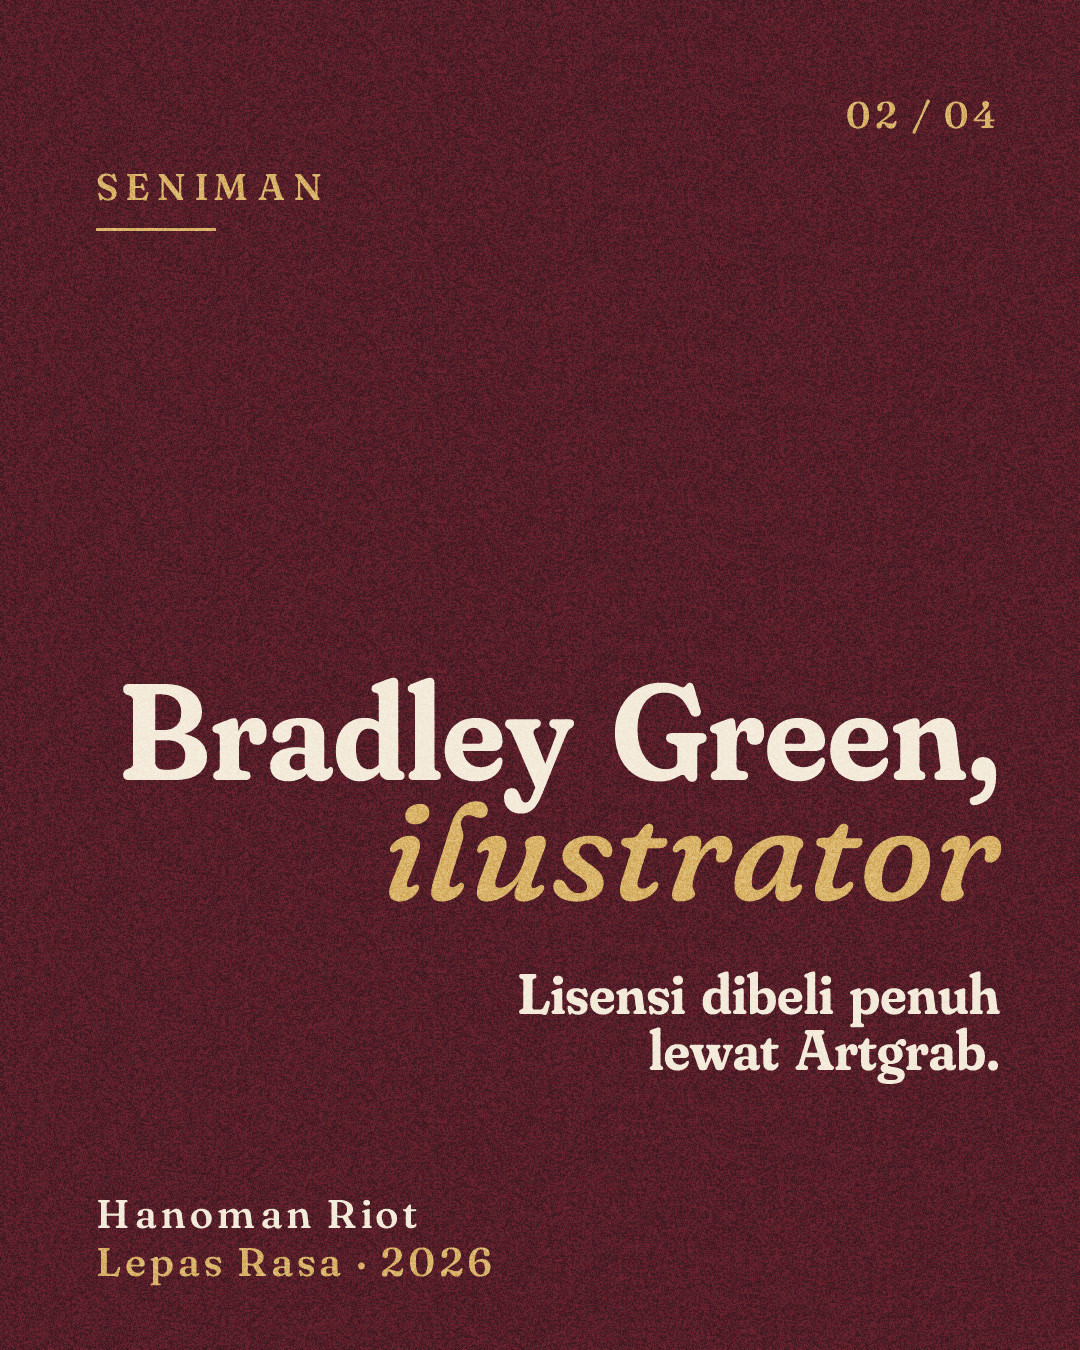 02 / 04
SENIMAN
Bradley Green,
ilustrator
Lisensi dibeli penuh
lewat Artgrab.
Hanoman Riot
Lepas Rasa · 2026